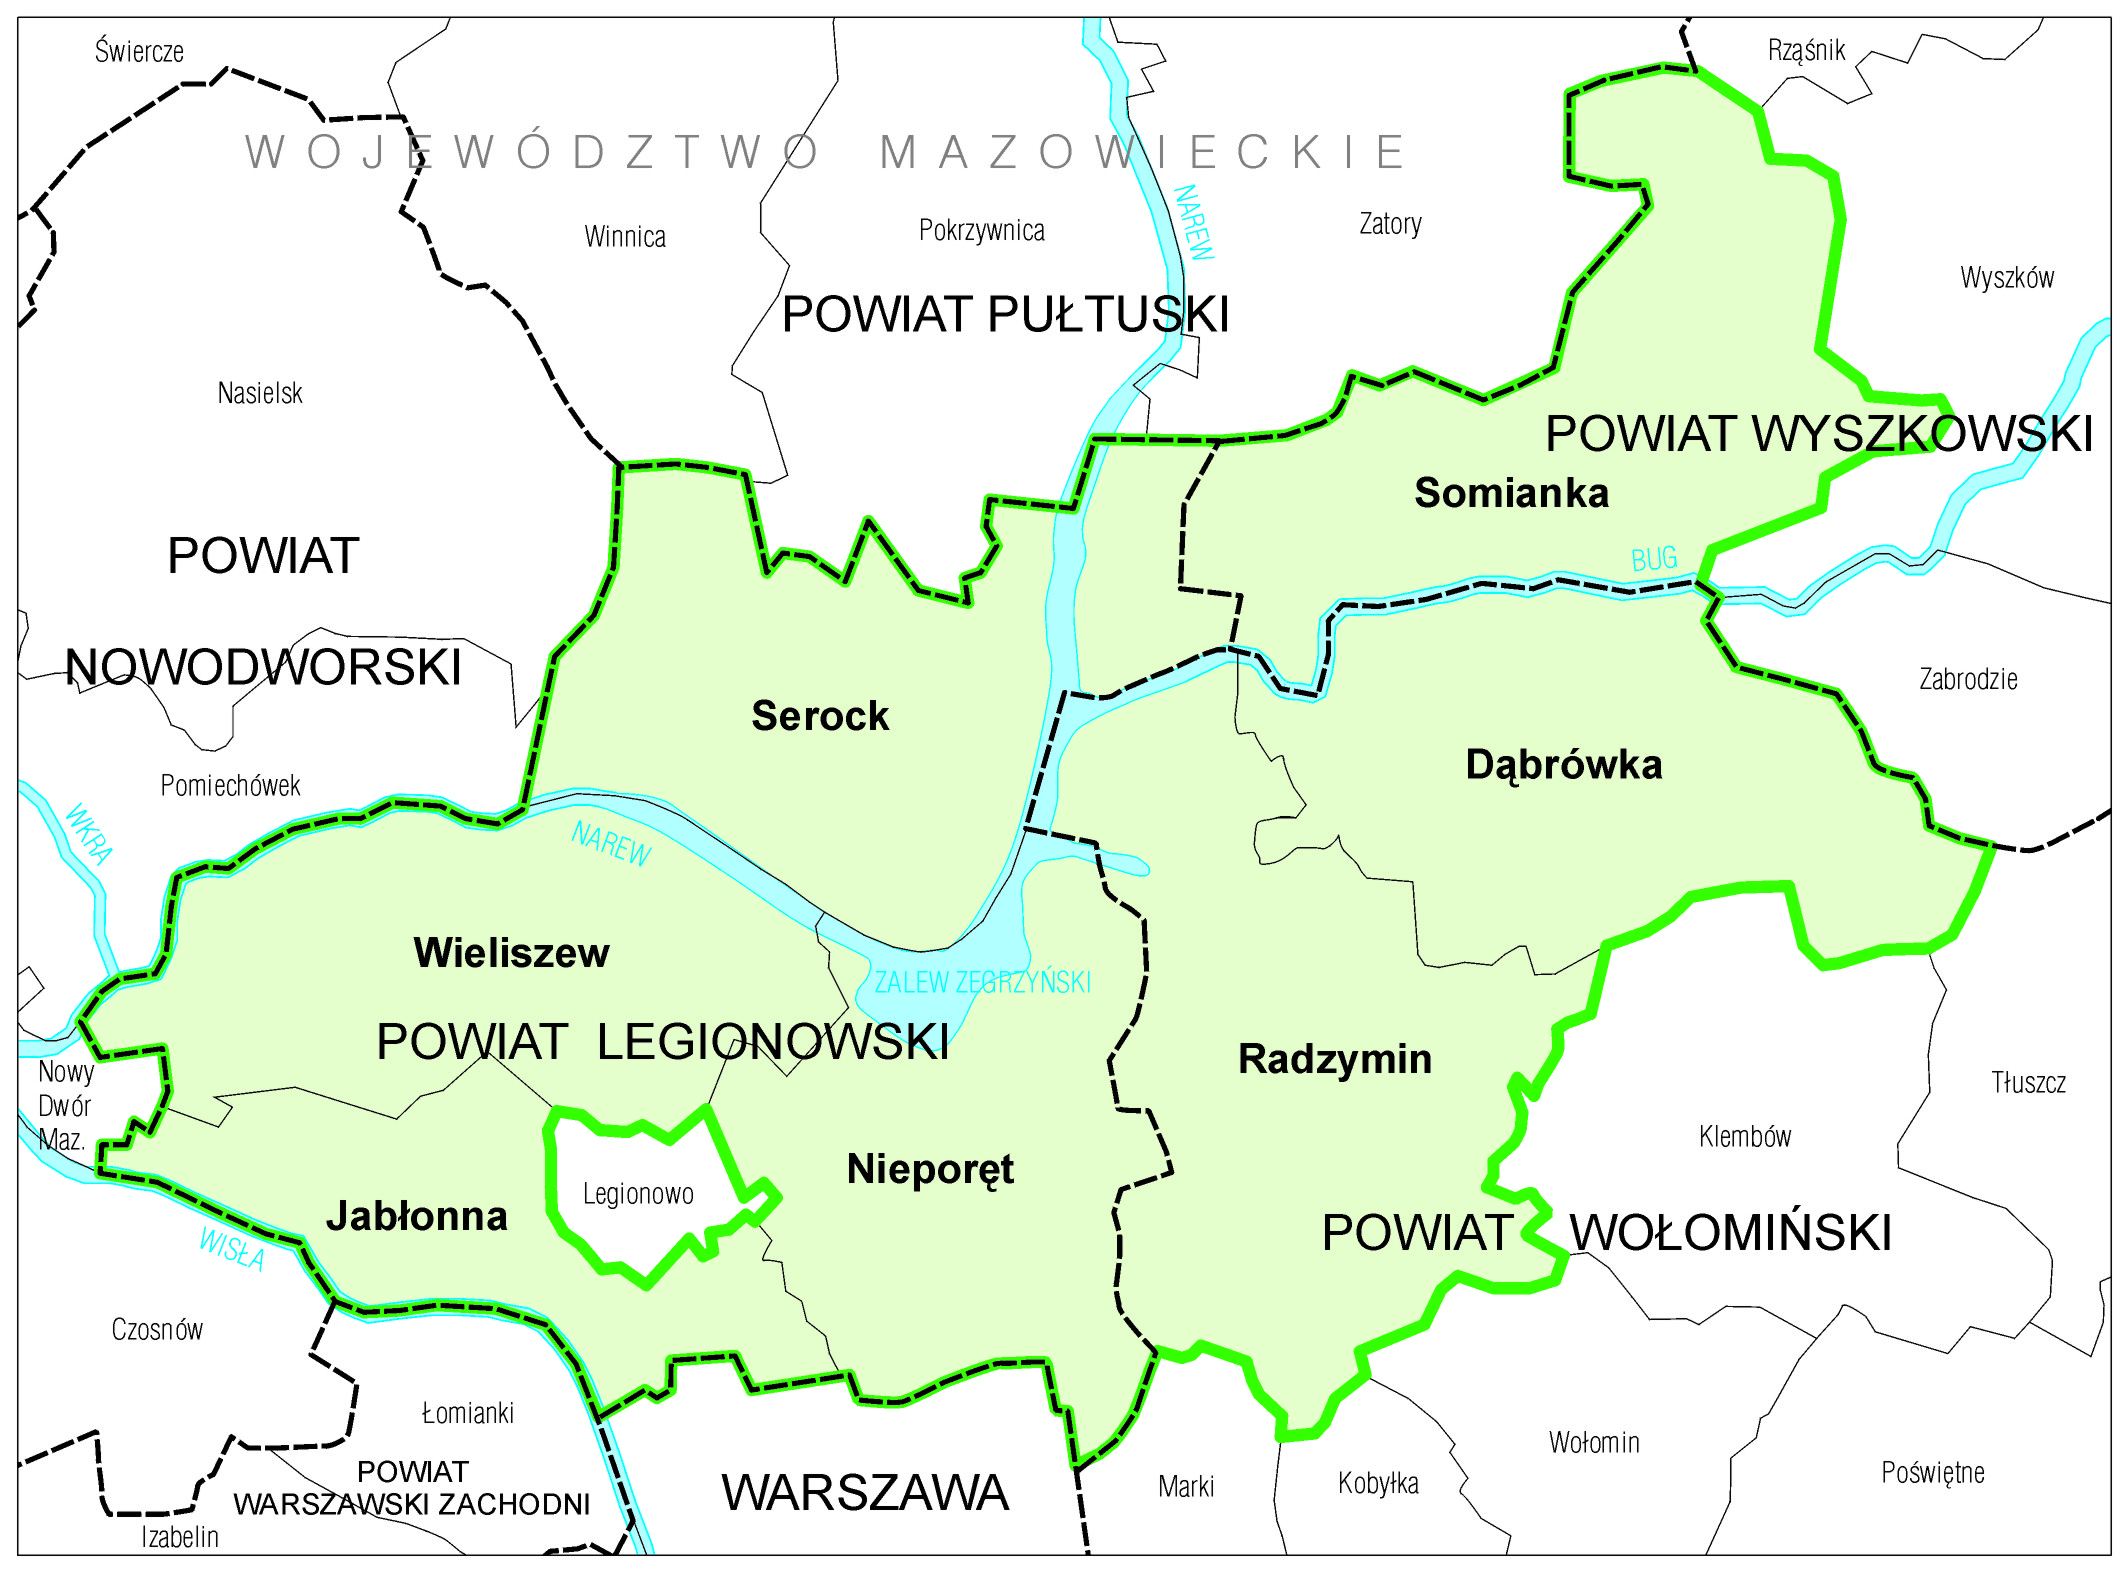 Świercze
Rząśnik
WOJEWÓDZTWO MAZOWIECKIE
NAREW
Winnica
Pokrzywnica
Zatory
Wyszków
POWIAT PUŁTUSKI
Nasielsk
POWIAT WYSZKOWSKI
Somianka
POWIAT
NOWODWORSKI
BUG
Zabrodzie
Serock
Dąbrówka
Pomiechówek
WKRA
NAREW
Wieliszew
ZALEW ZEGRZYŃSKI
POWIAT LEGIONOWSKI
Radzymin
Nowy
Dwór
Maz.
Tłuszcz
Klembów
Nieporęt
Legionowo
Jabłonna
POWIAT WOŁOMIŃSKI
WISŁA
Czosnów
Łomianki
Wołomin
POWIAT
WARSZAWSKI ZACHODNI
WARSZAWA
Marki
Kobyłka
Poświętne
Izabelin